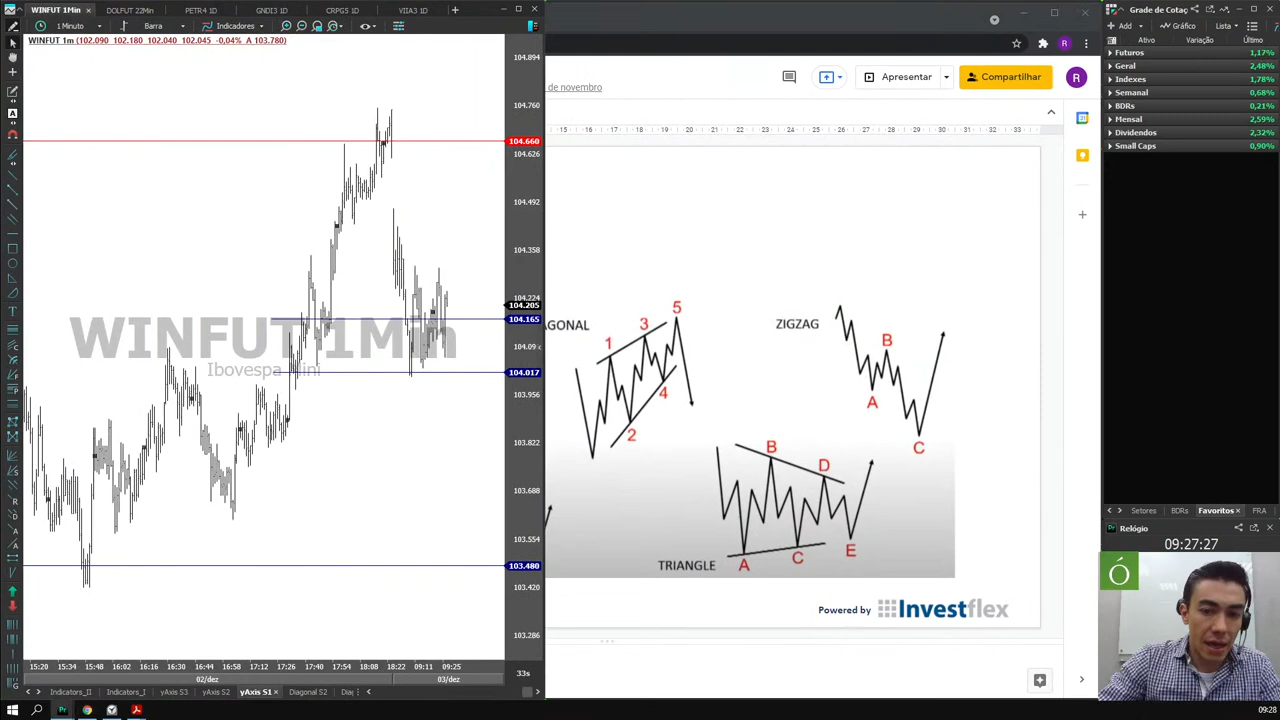 WINFUT 1Min
DOLFUT 22Min
PETR4 1D
GNDI3 1D
CRPG5 1D
VIIA3 1D
1 Minuto
Barra
Indicadores
WINFUT 1m (102.090 102.180 102.040 102.045 -0,04% A 103.780)
104.894
104.760
104.660
104.626
104.492
104.358
104.224
104.205
104.165
104.09
104.017
103.956
103.822
103.688
103.554
103.480
103.420
103.286
WINFUT 1Min
Ibovespa Mini
15:20 15:34 15:48 16:02 16:16 16:30 16:44 16:58 17:12 17:26 17:40 17:54 18:08 18:22 09:11 09:25
02/dez
03/dez
33s
Indicators_II
Indicators_I
yAxis S3
yAxis S2
yAxis S1
Diagonal S2
de novembro
Apresentar
Compartilhar
R
R
15 16 17 18 19 20 21 22 23 24 25 26 27 28 29 30 31 32 33
AGONAL
1
3
5
2
4
ZIGZAG
B
A
C
TRIANGLE
B
D
A
C
E
Powered by Investflex
Grade de Cotaç
Add
Gráfico
Lista
Ativo
Variação
Último
Futuros 1,17%
Geral 2,48%
Indexes 1,78%
Semanal 0,68%
BDRs 0,21%
Mensal 2,59%
Dividendos 2,32%
Small Caps 0,90%
Setores
BDRs
Favoritos
FRA
Relógio
09:27:27
Ó
09:28